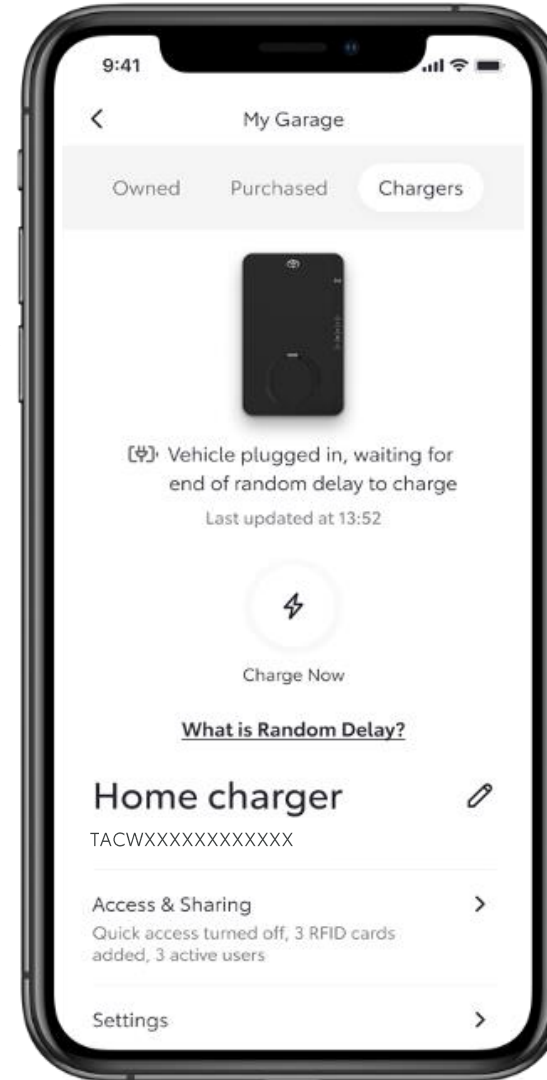 9:41
My Garage
Owned Purchased Chargers
Vehicle plugged in, waiting for
end of random delay to charge
Last updated at 13:52
Charge Now
What is Random Delay?
Home charger
TACWXXXXXXXXXXXX
Access & Sharing
Quick access turned off, 3 RFID cards
added, 3 active users
Settings